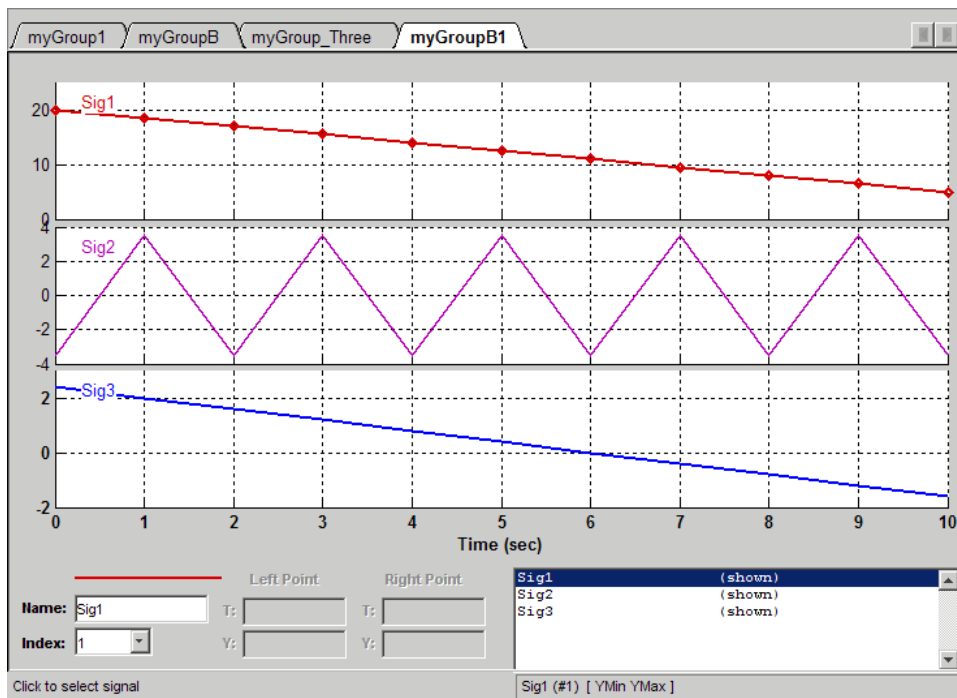 myGroup1 myGroupB myGroup_Three myGroupB1
Sig1
20
10
0
Sig2
4
2
0
-2
-4
Sig3
2
0
-2
0 1 2 3 4 5 6 7 8 9 10
Time (sec)
Left Point Right Point
Name: Sig1 T: T:
Index: 1 Y: Y:
Sig1 (shown)
Sig2 (shown)
Sig3 (shown)
Click to select signal
Sig1 (#1) [ YMin YMax ]